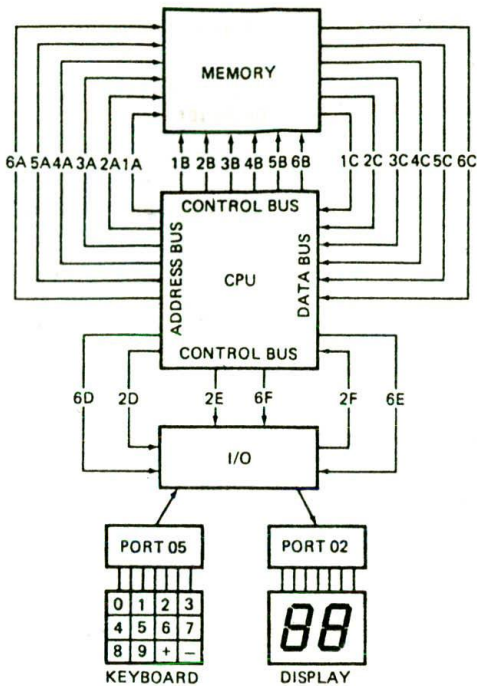 MEMORY
6A 5A 4A 3A 2A 1A 1B 2B 3B 4B 5B 6B 1C 2C 3C 4C 5C 6C
CONTROL BUS
ADDRESS BUS
CPU
DATA BUS
CONTROL BUS
6D 2D 2E 6F 2F 6E
I/O
PORT 05 PORT 02
0 1 2 3
4 5 6 7
8 9 + −
88
KEYBOARD DISPLAY